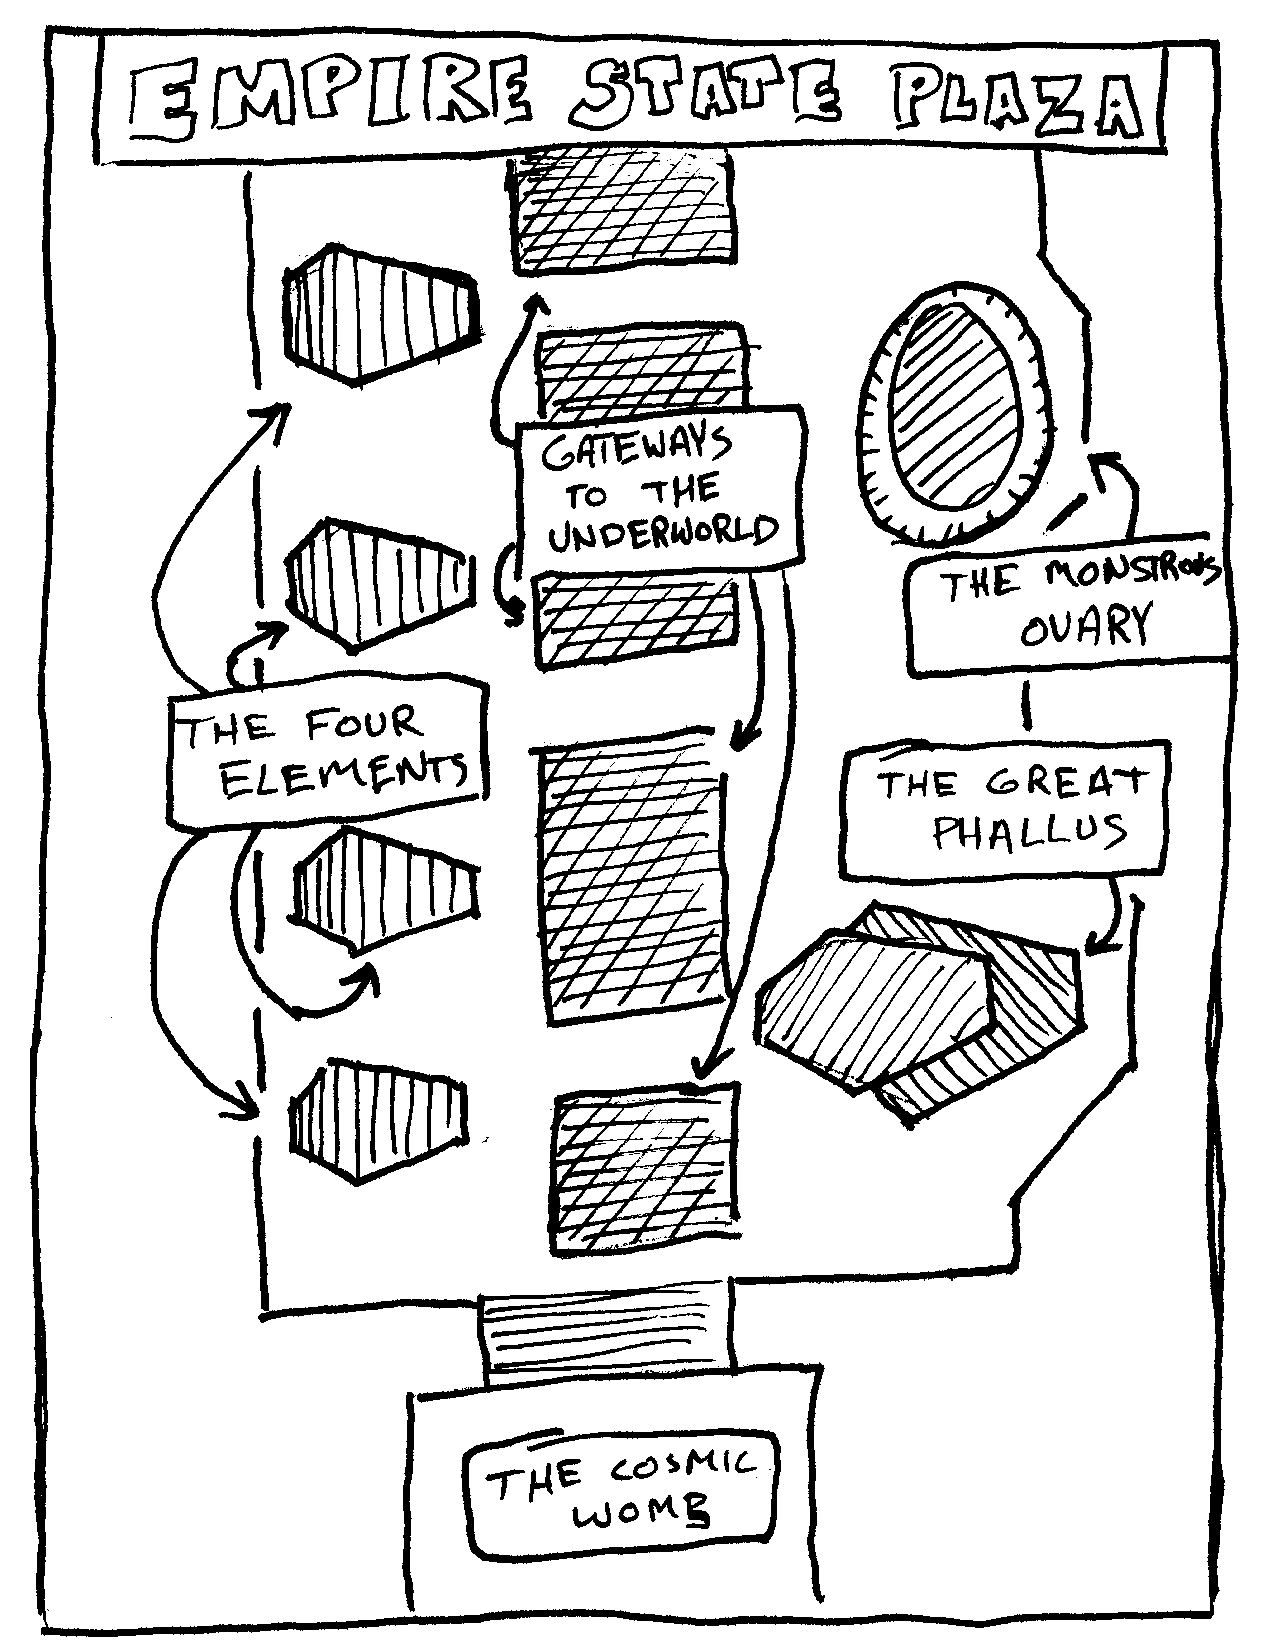 EMPIRE STATE PLAZA
GATEWAYS
TO THE
UNDERWORLD
THE MONSTROUS
OVARY
THE FOUR
ELEMENTS
THE GREAT
PHALLUS
THE COSMIC
WOMB